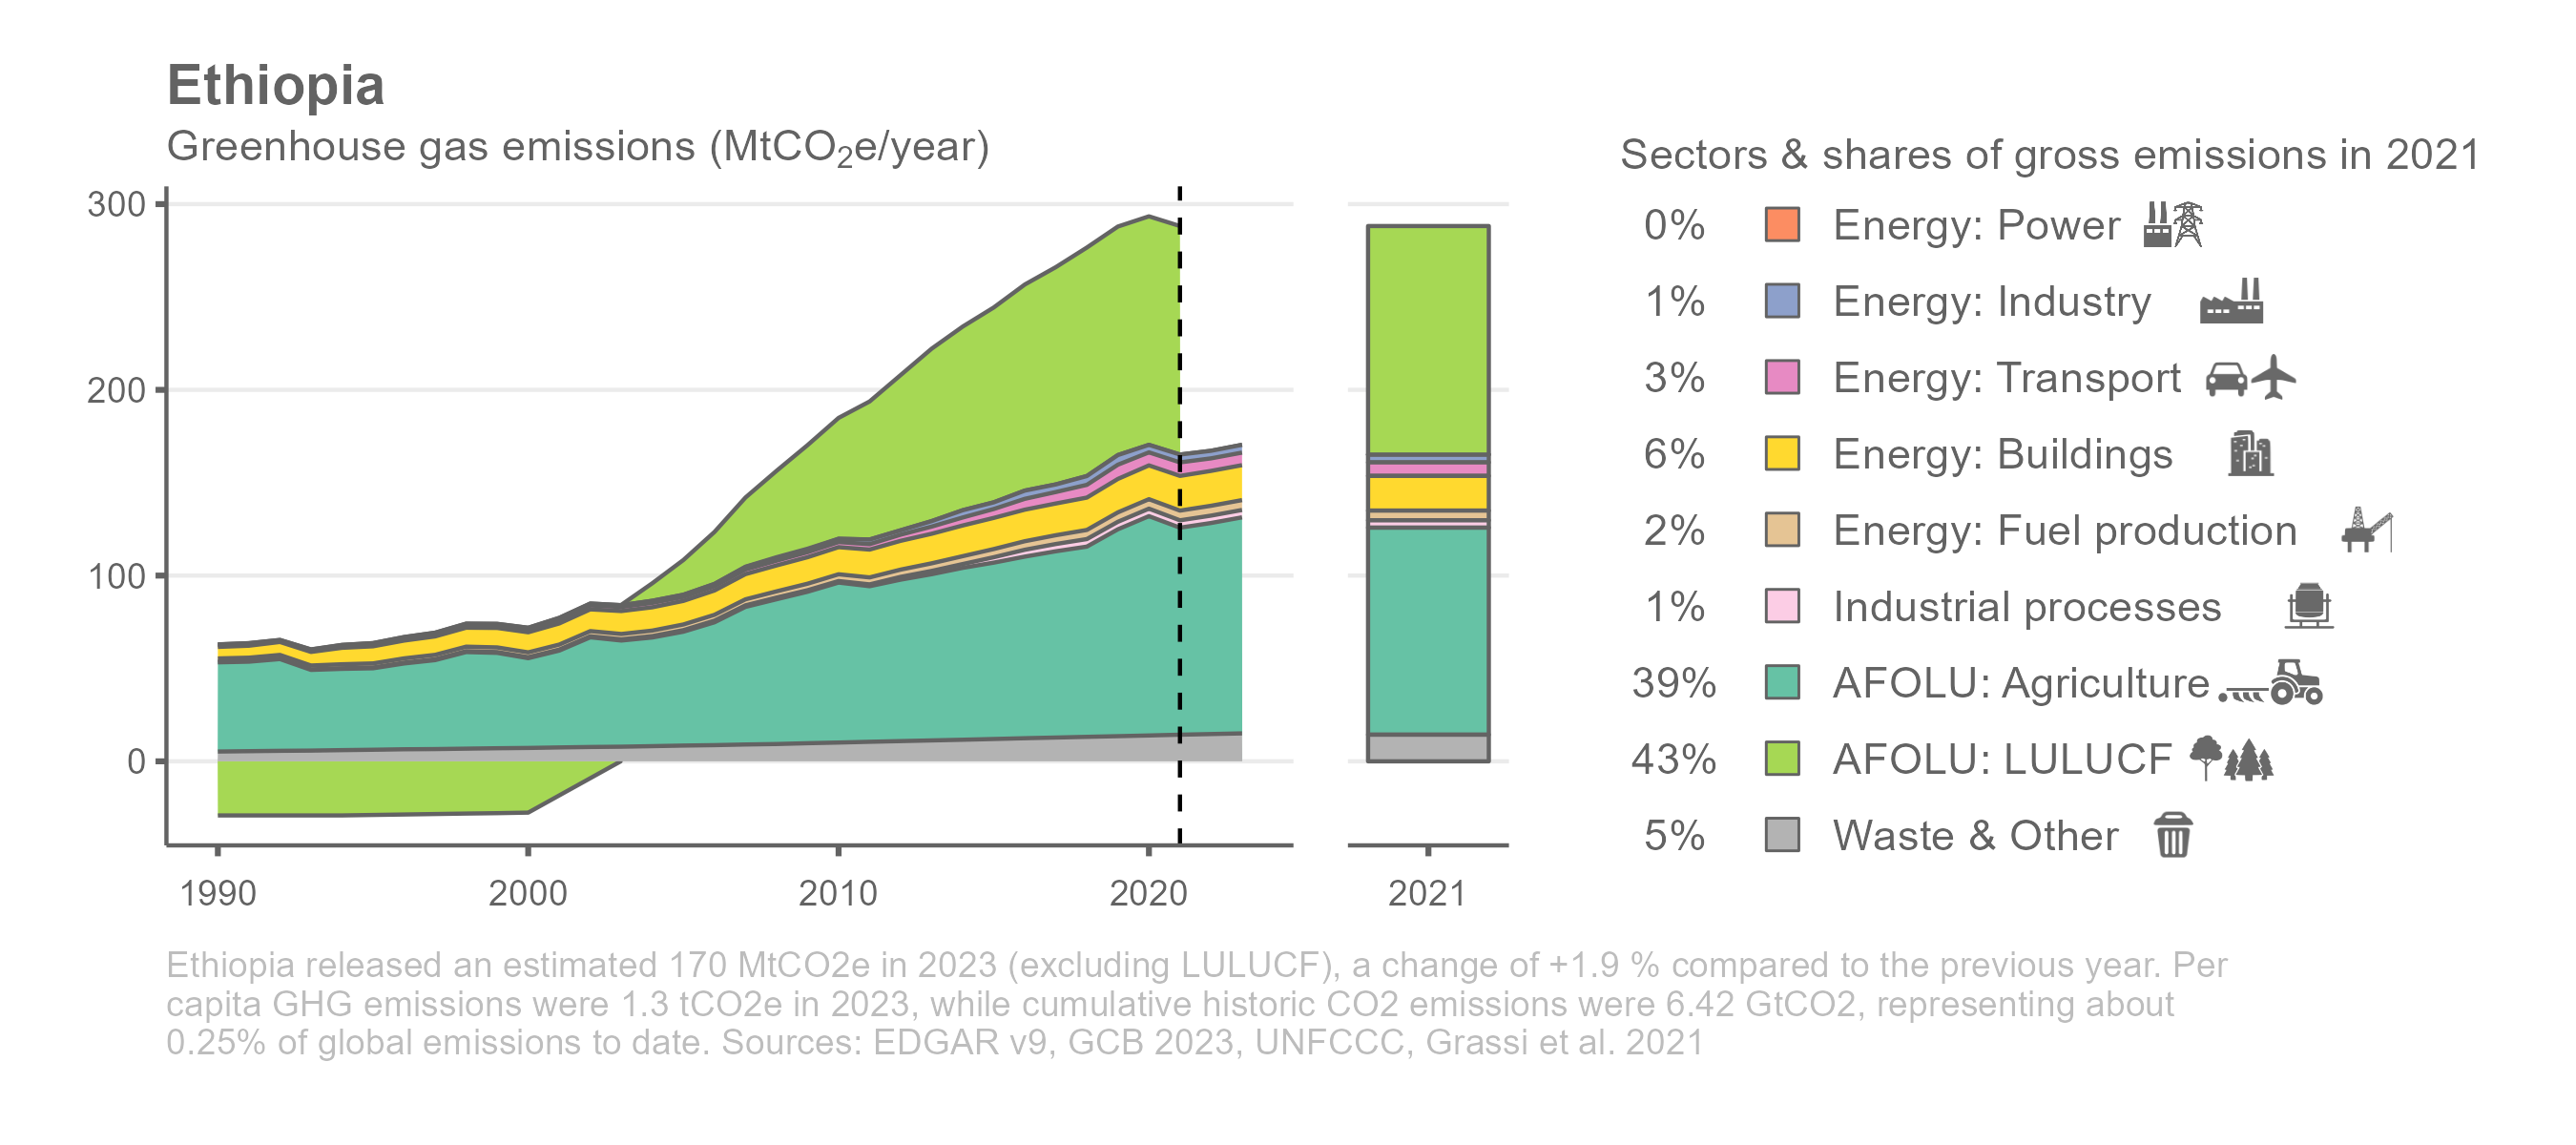 Ethiopia
Greenhouse gas emissions (MtCO₂e/year)
300
200
100
0
1990
2000
2010
2020
2021
Sectors & shares of gross emissions in 2021
0% Energy: Power
1% Energy: Industry
3% Energy: Transport
6% Energy: Buildings
2% Energy: Fuel production
1% Industrial processes
39% AFOLU: Agriculture
43% AFOLU: LULUCF
5% Waste & Other
Ethiopia released an estimated 170 MtCO2e in 2023 (excluding LULUCF), a change of +1.9 % compared to the previous year. Per
capita GHG emissions were 1.3 tCO2e in 2023, while cumulative historic CO2 emissions were 6.42 GtCO2, representing about
0.25% of global emissions to date. Sources: EDGAR v9, GCB 2023, UNFCCC, Grassi et al. 2021